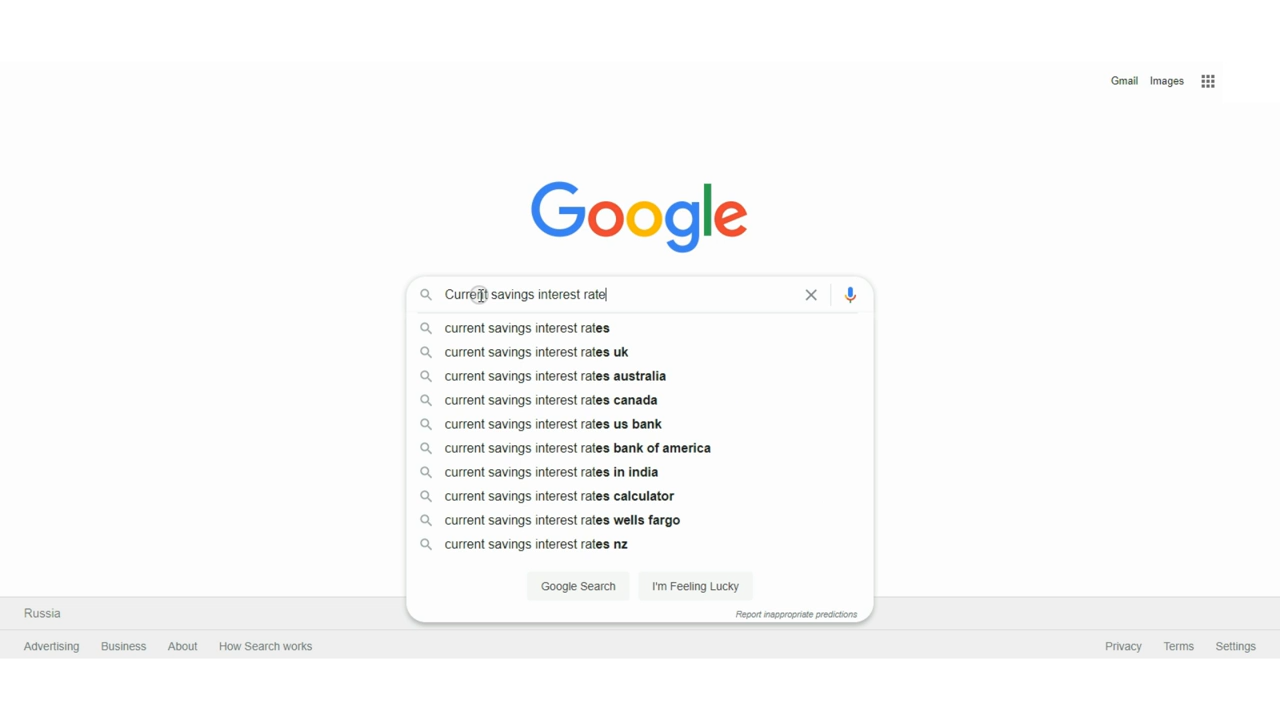 Gmail Images
Google
Current savings interest rate
current savings interest rates
current savings interest rates uk
current savings interest rates australia
current savings interest rates canada
current savings interest rates us bank
current savings interest rates bank of america
current savings interest rates in india
current savings interest rates calculator
current savings interest rates wells fargo
current savings interest rates nz
Google Search I'm Feeling Lucky
Report inappropriate predictions
Russia
Advertising Business About How Search works Privacy Terms Settings